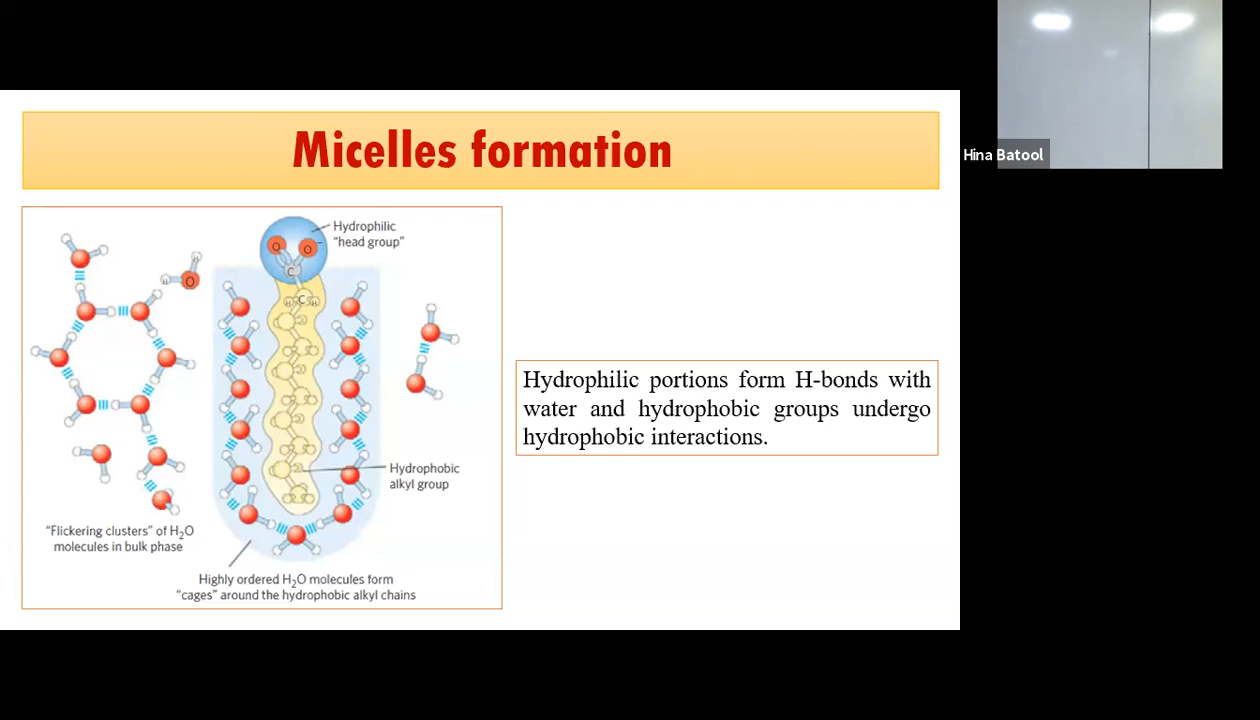 Micelles formation
Hina Batool
Hydrophilic
“head group”
O
O
C
H
C
H
H
O
Hydrophilic portions form H-bonds with
water and hydrophobic groups undergo
hydrophobic interactions.
Hydrophobic
alkyl group
“Flickering clusters” of H₂O
molecules in bulk phase
Highly ordered H₂O molecules form
“cages” around the hydrophobic alkyl chains